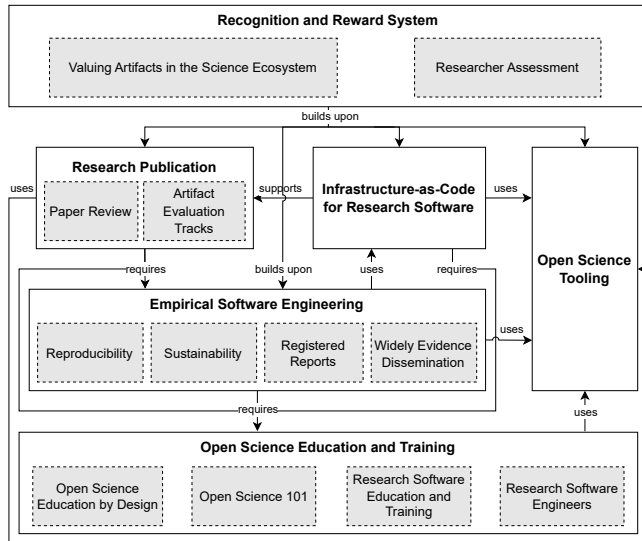 Recognition and Reward System
Valuing Artifacts in the Science Ecosystem
Researcher Assessment
builds upon
Research Publication
Paper Review
Artifact
Evaluation
Tracks
uses
supports
Infrastructure-as-Code
for Research Software
uses
Open Science
Tooling
requires
builds upon
uses
requires
Empirical Software Engineering
Reproducibility
Sustainability
Registered
Reports
Widely Evidence
Dissemination
uses
requires
uses
Open Science Education and Training
Open Science
Education by Design
Open Science 101
Research Software
Education and
Training
Research Software
Engineers